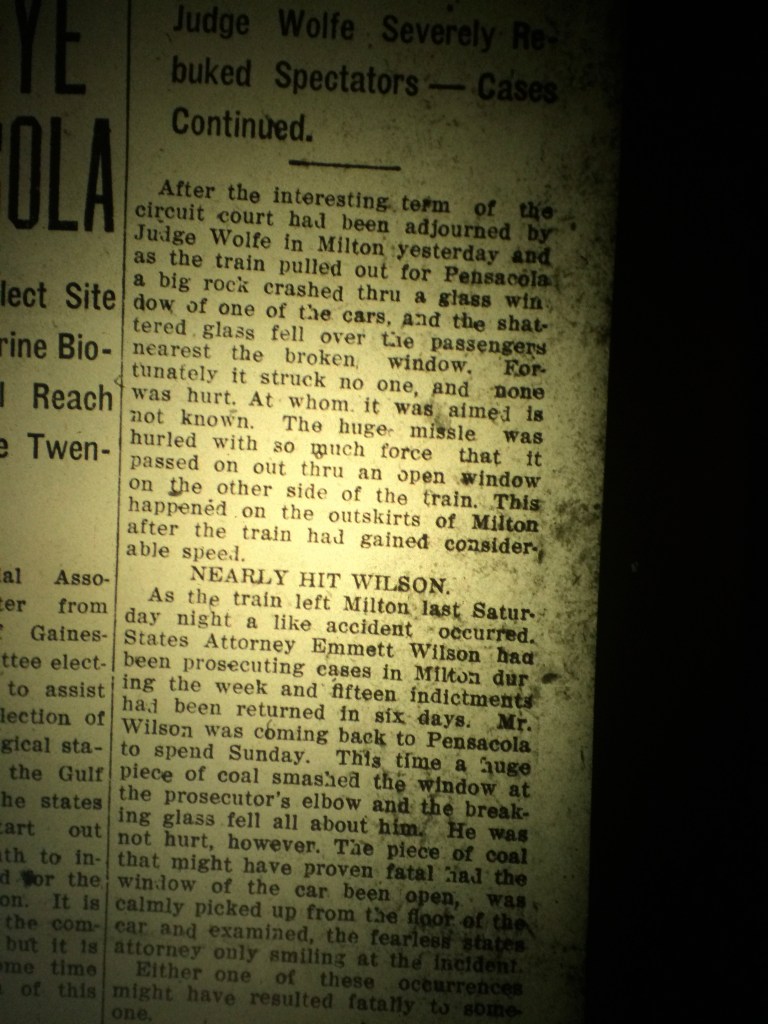 YE
OLA
lect Site
rine Bio-
l Reach
e Twen-
al Asso-
ter from
Gaines-
ttee elect-
to assist
lection of
gical sta-
the Gulf
he states
tart out
th to in-
d for the
on. It is
the com-
but it is
me time
of this
Judge Wolfe Severely Re-
buked Spectators — Cases
Continued.
After the interesting term of the
circuit court had been adjourned by
Judge Wolfe in Milton yesterday and
as the train pulled out for Pensacola
a big rock crashed thru a glass win
dow of one of the cars, and the shat-
tered glass fell over the passengers
nearest the broken window. For-
tunately it struck no one, and none
was hurt. At whom it was aimed is
not known. The huge missle was
hurled with so much force that it
passed on out thru an open window
on the other side of the train. This
happened on the outskirts of Milton
after the train had gained consider-
able speed.
NEARLY HIT WILSON.
As the train left Milton last Satur-
day night a like accident occurred.
States Attorney Emmett Wilson had
been prosecuting cases in Milton dur
ing the week and fifteen indictments
had been returned in six days. Mr.
Wilson was coming back to Pensacola
to spend Sunday. This time a huge
piece of coal smashed the window at
the prosecutor's elbow and the break-
ing glass fell all about him. He was
not hurt, however. The piece of coal
that might have proven fatal had the
window of the car been open, was
calmly picked up from the floor of the
car and examined, the fearless states
attorney only smiling at the incident.
Either one of these occurrences
might have resulted fatally to some-
one.